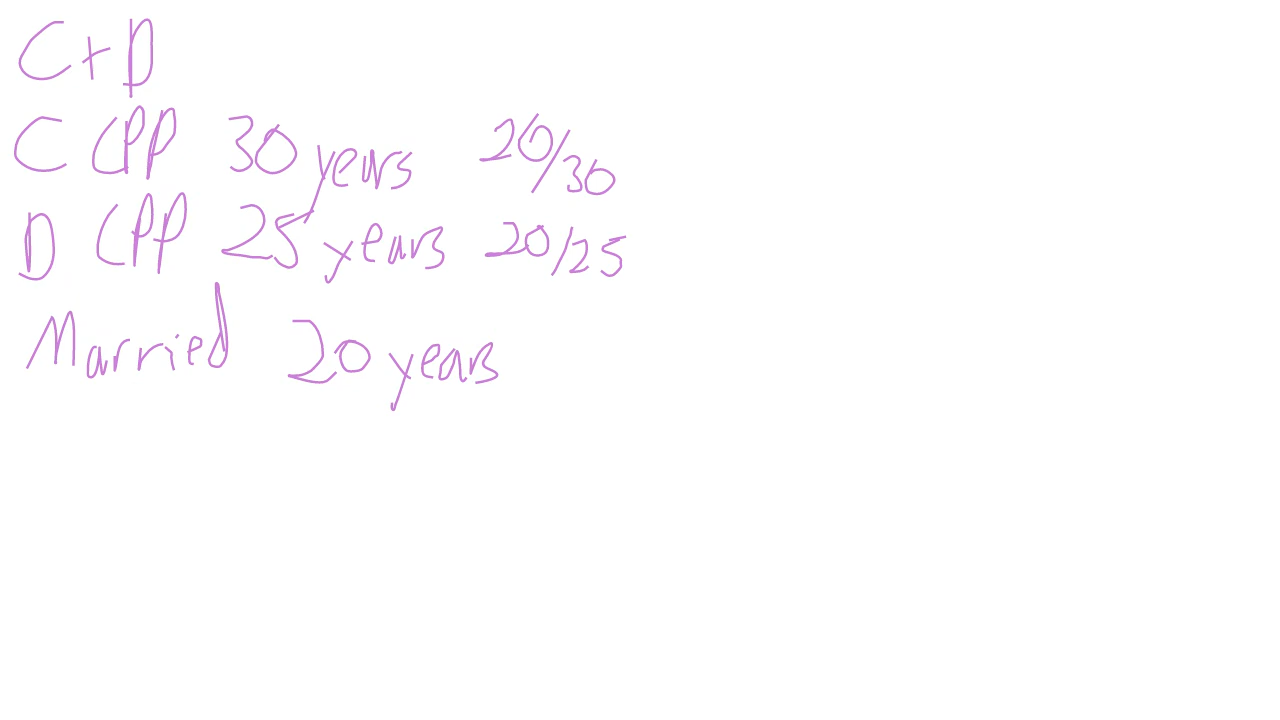 C+D
C CPP 30 years 20/30
D CPP 25 years 20/25
Married 20 years